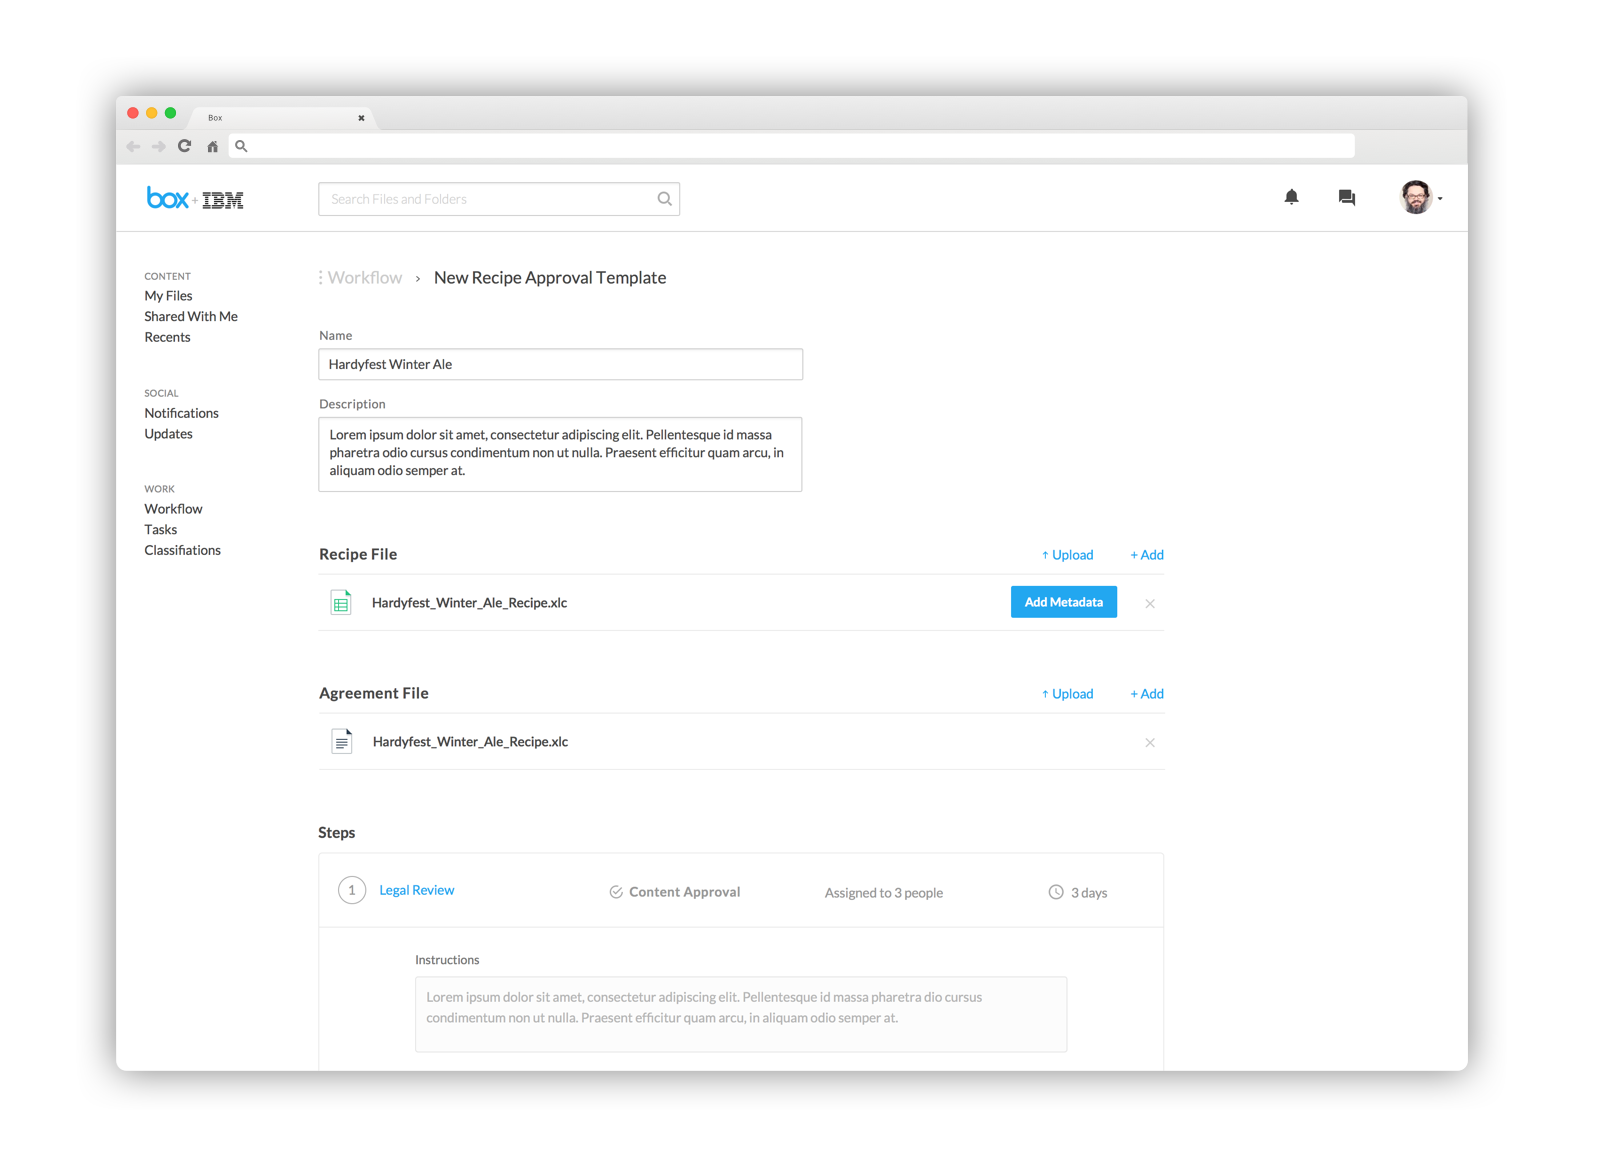 Box
box + IBM
Search Files and Folders
CONTENT
My Files
Shared With Me
Recents
SOCIAL
Notifications
Updates
WORK
Workflow
Tasks
Classifiations
Workflow › New Recipe Approval Template
Name
Hardyfest Winter Ale
Description
Lorem ipsum dolor sit amet, consectetur adipiscing elit. Pellentesque id massa
pharetra odio cursus condimentum non ut nulla. Praesent efficitur quam arcu, in
aliquam odio semper at.
Recipe File ↑ Upload + Add
Hardyfest_Winter_Ale_Recipe.xlc Add Metadata ×
Agreement File ↑ Upload + Add
Hardyfest_Winter_Ale_Recipe.xlc ×
Steps
1 Legal Review Content Approval Assigned to 3 people 3 days
Instructions
Lorem ipsum dolor sit amet, consectetur adipiscing elit. Pellentesque id massa pharetra dio cursus
condimentum non ut nulla. Praesent efficitur quam arcu, in aliquam odio semper at.